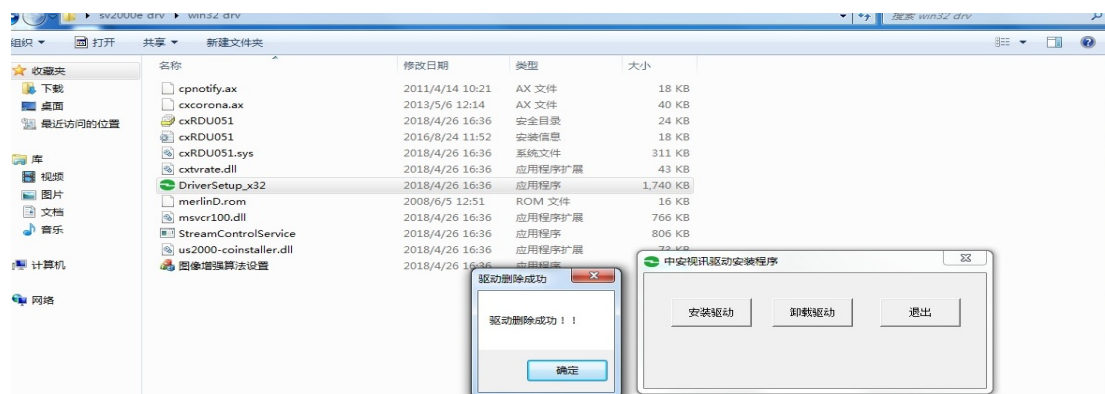 sv2000e drv ▸ win32 drv
搜索 win32 drv
组织 ▼ 打开 共享 ▼ 新建文件夹
收藏夹
下载
桌面
最近访问的位置
库
视频
图片
文档
音乐
计算机
网络
名称 修改日期 类型 大小
cpnotify.ax 2011/4/14 10:21 AX 文件 18 KB
cxcorona.ax 2013/5/6 12:14 AX 文件 40 KB
cxRDU051 2018/4/26 16:36 安全目录 24 KB
cxRDU051 2016/8/24 11:52 安装信息 18 KB
cxRDU051.sys 2018/4/26 16:36 系统文件 311 KB
cxtvrate.dll 2018/4/26 16:36 应用程序扩展 43 KB
DriverSetup_x32 2018/4/26 16:36 应用程序 1,740 KB
merlinD.rom 2008/6/5 12:51 ROM 文件 16 KB
msvcr100.dll 2018/4/26 16:36 应用程序扩展 766 KB
StreamControlService 2018/4/26 16:36 应用程序 806 KB
us2000-coinstaller.dll 2018/4/26 16:36 应用程序扩展 73 KB
图像增强算法设置 2018/4/26 16:36 应用程序
驱动删除成功
驱动删除成功！！
确定
中安视讯驱动安装程序
安装驱动 卸载驱动 退出